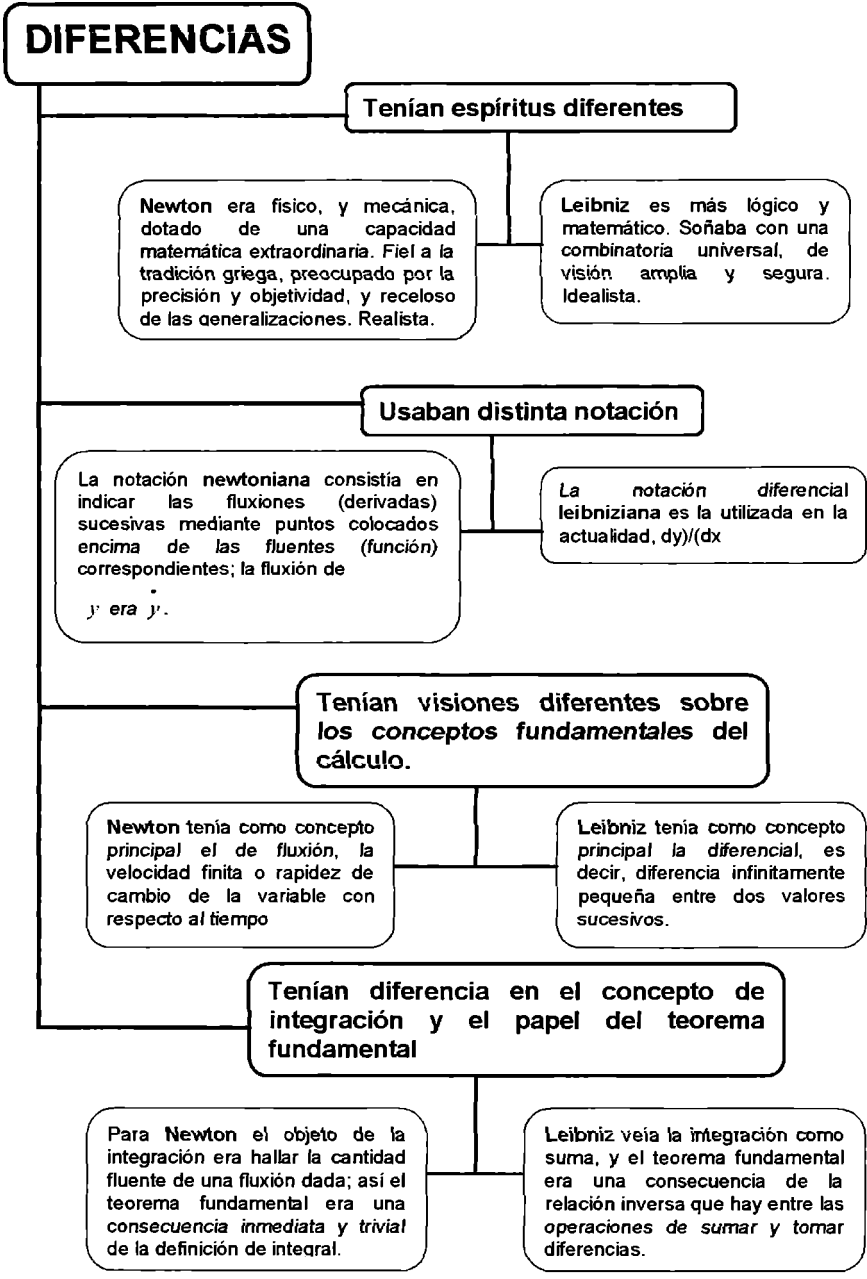 DIFERENCIAS
Tenían espíritus diferentes
Newton era físico, y mecánica,
dotado de una capacidad
matemática extraordinaria. Fiel a la
tradición griega, preocupado por la
precisión y objetividad, y receloso
de las generalizaciones. Realista.
Leibniz es más lógico y
matemático. Soñaba con una
combinatoria universal, de
visión amplia y segura.
Idealista.
Usaban distinta notación
La notación newtoniana consistía en
indicar las fluxiones (derivadas)
sucesivas mediante puntos colocados
encima de las fluentes (función)
correspondientes; la fluxión de
y era ẏ.
La notación diferencial
leibniziana es la utilizada en la
actualidad, dy)/(dx
Tenían visiones diferentes sobre
los conceptos fundamentales del
cálculo.
Newton tenía como concepto
principal el de fluxión, la
velocidad finita o rapidez de
cambio de la variable con
respecto al tiempo
Leibniz tenía como concepto
principal la diferencial, es
decir, diferencia infinitamente
pequeña entre dos valores
sucesivos.
Tenían diferencia en el concepto de
integración y el papel del teorema
fundamental
Para Newton el objeto de la
integración era hallar la cantidad
fluente de una fluxión dada; así el
teorema fundamental era una
consecuencia inmediata y trivial
de la definición de integral.
Leibniz veía la integración como
suma, y el teorema fundamental
era una consecuencia de la
relación inversa que hay entre las
operaciones de sumar y tomar
diferencias.